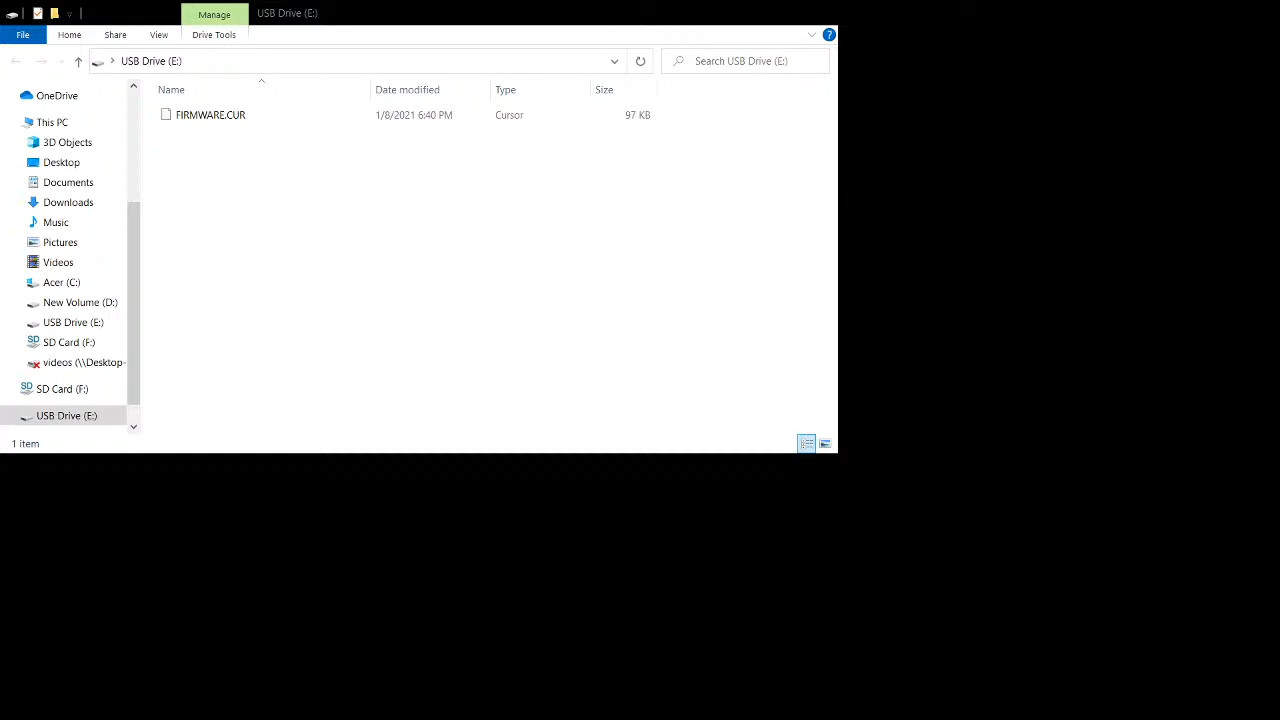 Manage USB Drive (E:)
File Home Share View Drive Tools ?
USB Drive (E:) Search USB Drive (E:)
Name Date modified Type Size
FIRMWARE.CUR 1/8/2021 6:40 PM Cursor 97 KB
OneDrive
This PC
3D Objects
Desktop
Documents
Downloads
Music
Pictures
Videos
Acer (C:)
New Volume (D:)
USB Drive (E:)
SD SD Card (F:)
videos (\\Desktop-
SD SD Card (F:)
USB Drive (E:)
1 item